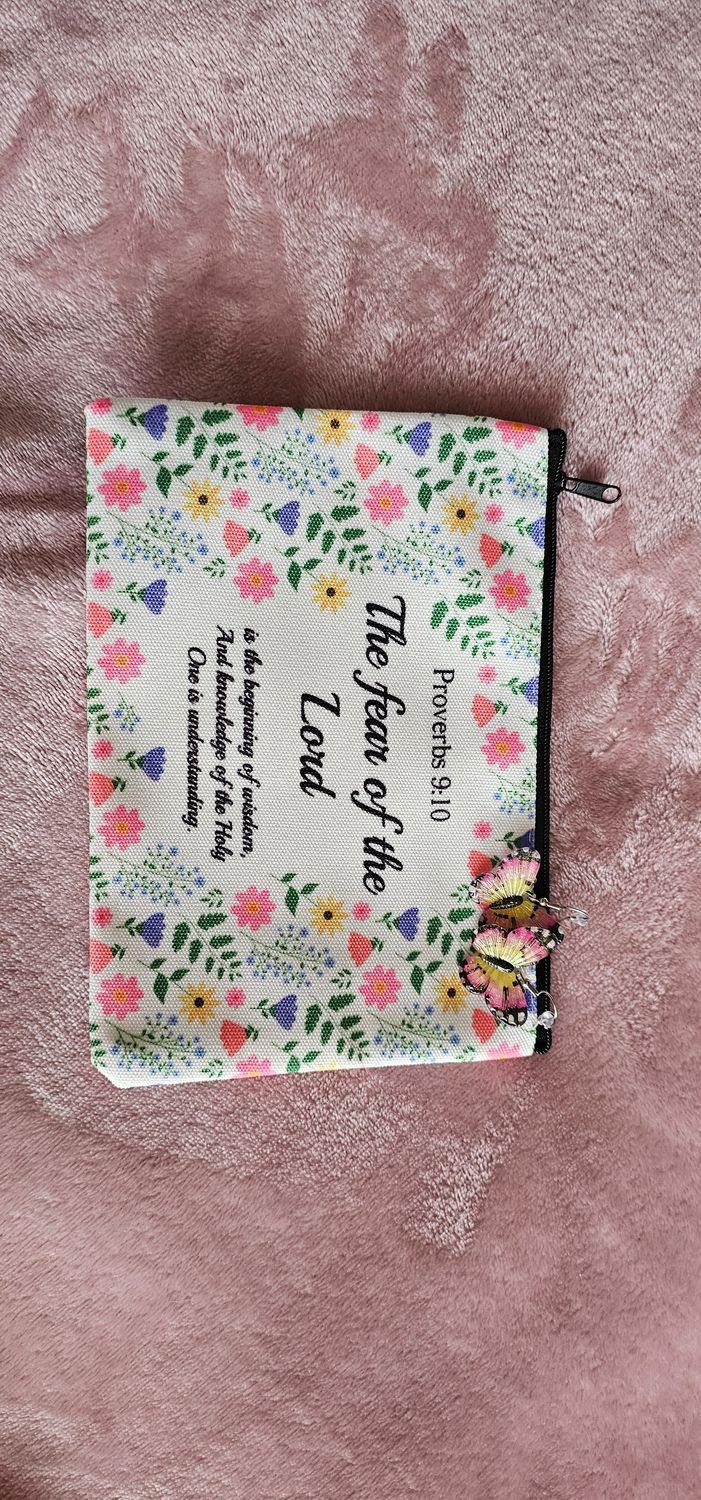 Proverbs 9:10
The fear of the
Lord
is the beginning of wisdom,
And knowledge of the Holy
One is understanding.